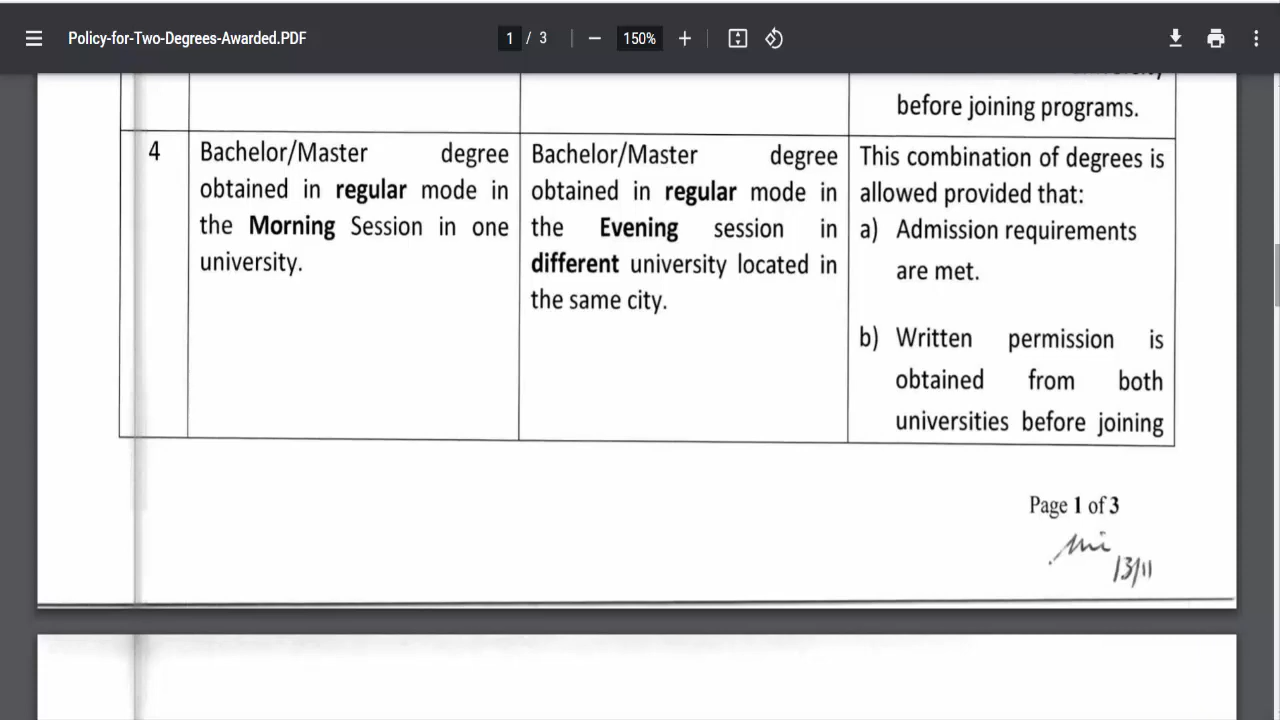 Policy-for-Two-Degrees-Awarded.PDF
1 / 3
150%
before joining programs.
4
Bachelor/Master degree
obtained in regular mode in
the Morning Session in one
university.
Bachelor/Master degree
obtained in regular mode in
the Evening session in
different university located in
the same city.
This combination of degrees is
allowed provided that:
a) Admission requirements
are met.
b) Written permission is
obtained from both
universities before joining
Page 1 of 3
13/11